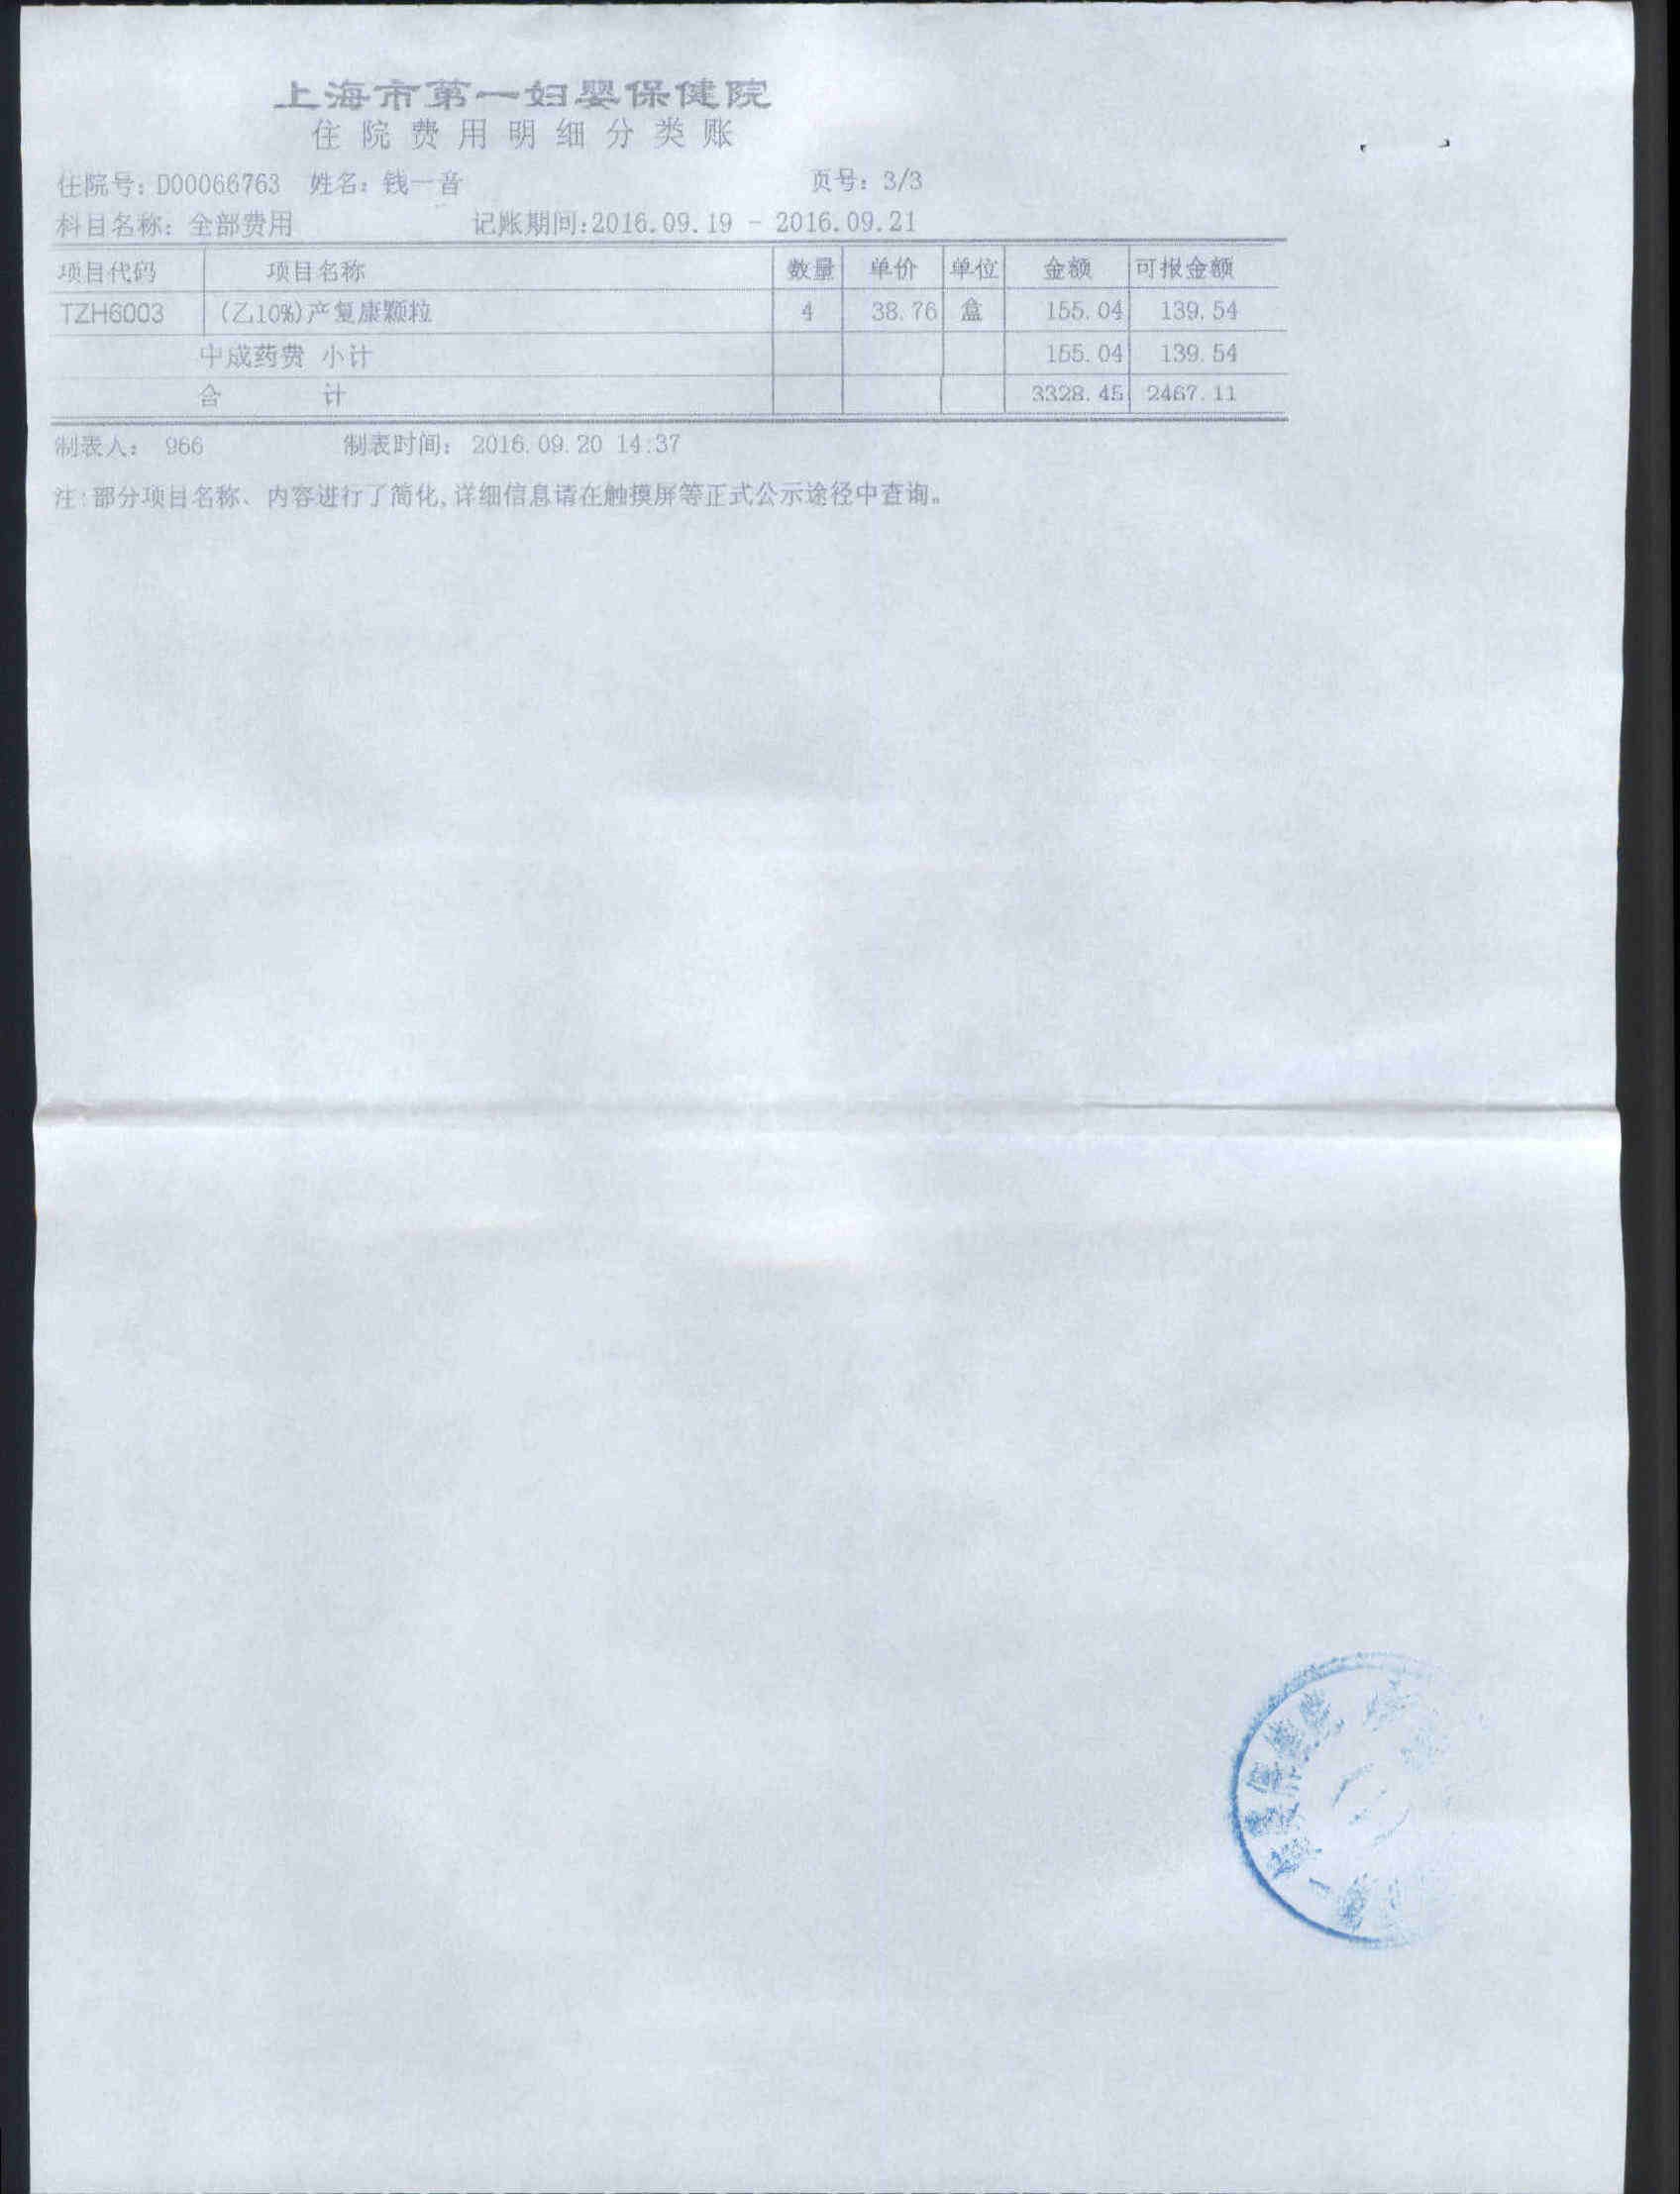 上海市第一妇婴保健院
住院费用明细分类账
住院号：D00066763 姓名：钱一音 页号：3/3
科目名称：全部费用 记账期间:2016.09.19 - 2016.09.21
项目代码 项目名称 数量 单价 单位 金额 可报金额
TZH6003 (乙10%)产复康颗粒 4 38.76 盒 155.04 139.54
中成药费 小计 155.04 139.54
合 计 3328.45 2467.11
制表人： 966 制表时间： 2016.09.20 14:37
注:部分项目名称、内容进行了简化,详细信息请在触摸屏等正式公示途径中查询。
一妇婴保健院